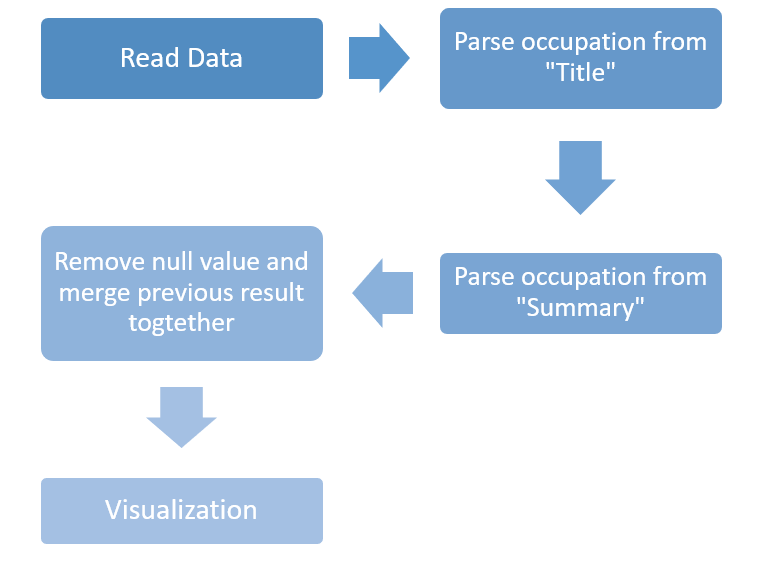 Read Data
Parse occupation from
"Title"
Parse occupation from
"Summary"
Remove null value and
merge previous result
togtether
Visualization